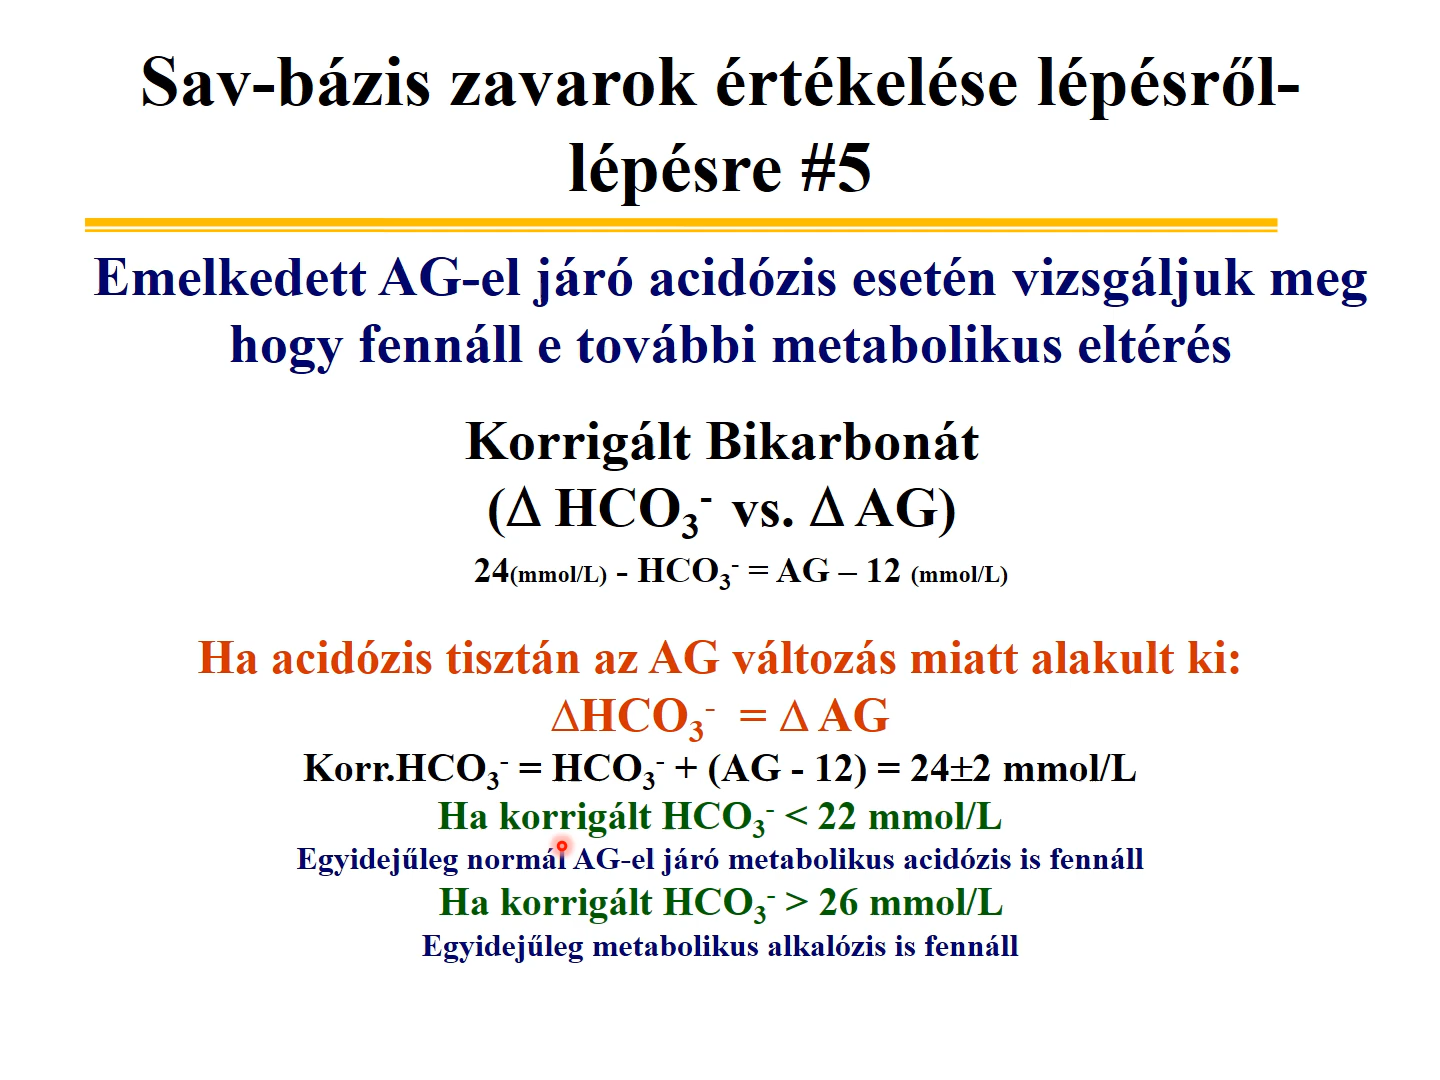 Sav-bázis zavarok értékelése lépésről-
lépésre #5
Emelkedett AG-el járó acidózis esetén vizsgáljuk meg
hogy fennáll e további metabolikus eltérés
Korrigált Bikarbonát
(Δ HCO₃⁻ vs. Δ AG)
24(mmol/L) - HCO₃⁻ = AG – 12 (mmol/L)
Ha acidózis tisztán az AG változás miatt alakult ki:
ΔHCO₃⁻ = Δ AG
Korr.HCO₃⁻ = HCO₃⁻ + (AG - 12) = 24±2 mmol/L
Ha korrigált HCO₃⁻ < 22 mmol/L
Egyidejűleg normál AG-el járó metabolikus acidózis is fennáll
Ha korrigált HCO₃⁻ > 26 mmol/L
Egyidejűleg metabolikus alkalózis is fennáll